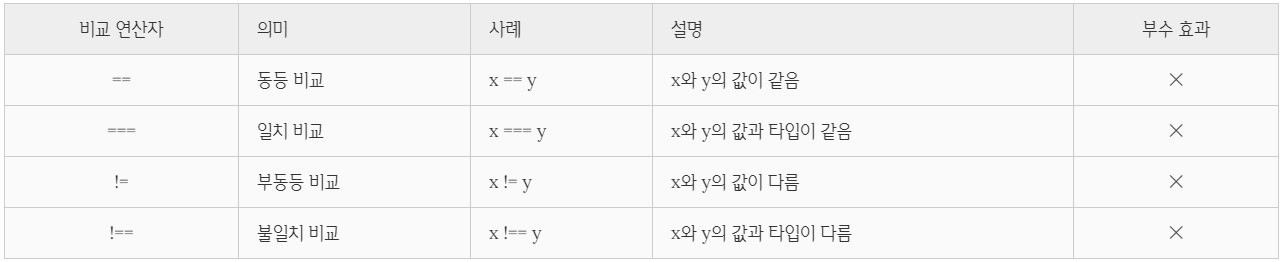 비교 연산자 의미 사례 설명 부수 효과
== 동등 비교 x == y x와 y의 값이 같음 ×
=== 일치 비교 x === y x와 y의 값과 타입이 같음 ×
!= 부동등 비교 x != y x와 y의 값이 다름 ×
!== 불일치 비교 x !== y x와 y의 값과 타입이 다름 ×